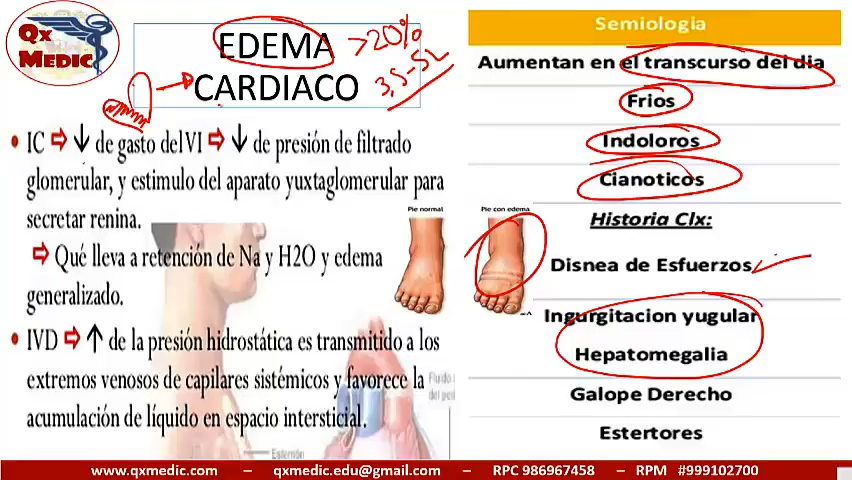 Qx
MEDIC
EDEMA
CARDIACO
>20%
3,5-5L
• IC ⇨ ↓ de gasto del VI ⇨ ↓ de presión de filtrado
glomerular, y estimulo del aparato yuxtaglomerular para
secretar renina.
⇨ Qué lleva a retención de Na y H2O y edema
generalizado.
• IVD ⇨ ↑ de la presión hidrostática es transmitido a los
extremos venosos de capilares sistémicos y favorece la
acumulación de líquido en espacio intersticial.
Pie normal
Pie con edema
Fluido
del
Esternón
Semiologia
Aumentan en el transcurso del dia
Frios
Indoloros
Cianoticos
Historia Clx:
Disnea de Esfuerzos
Ingurgitacion yugular
Hepatomegalia
Galope Derecho
Estertores
www.qxmedic.com – qxmedic.edu@gmail.com – RPC 986967458 – RPM #999102700